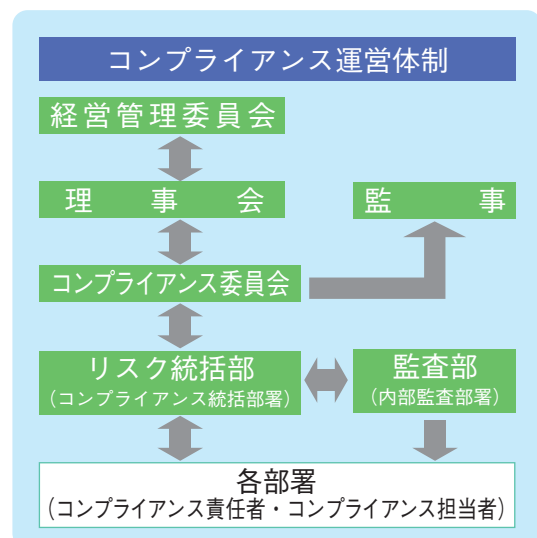 コンプライアンス運営体制
経営管理委員会
理事会
監事
コンプライアンス委員会
リスク統括部
(コンプライアンス統括部署)
監査部
(内部監査部署)
各部署
(コンプライアンス責任者・コンプライアンス担当者)